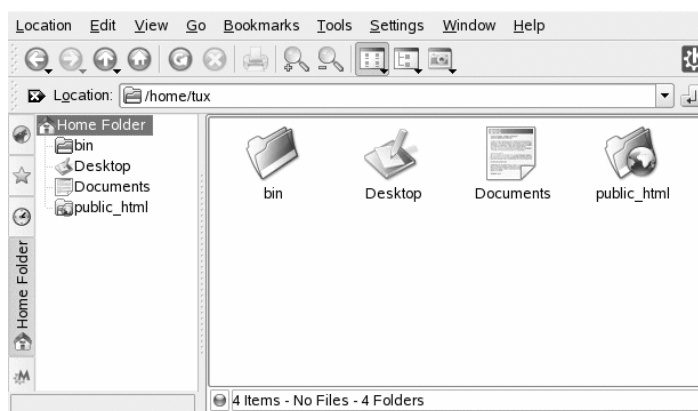 Location Edit View Go Bookmarks Tools Settings Window Help
Location: /home/tux
Home Folder
bin
Desktop
Documents
public_html
Home Folder
bin Desktop Documents public_html
4 Items - No Files - 4 Folders